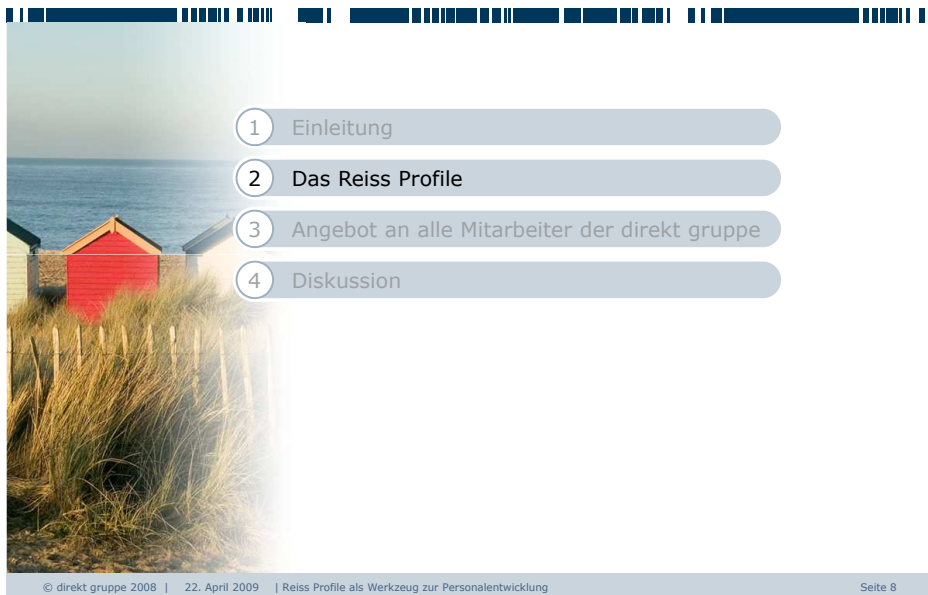 1 Einleitung
2 Das Reiss Profile
3 Angebot an alle Mitarbeiter der direkt gruppe
4 Diskussion
© direkt gruppe 2008 | 22. April 2009 | Reiss Profile als Werkzeug zur Personalentwicklung Seite 8